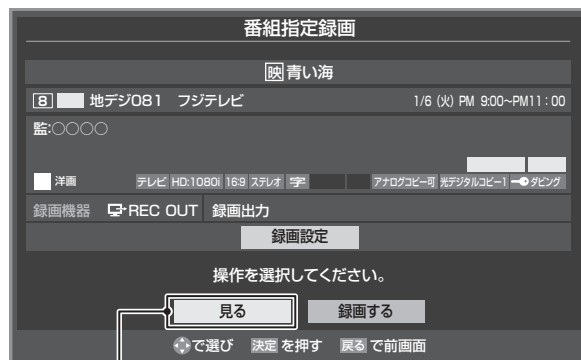 番組指定録画
映 青い海
8 地デジ081 フジテレビ 1/6 (火) PM 9:00~PM11:00
監:○○○○
洋画 テレビ HD:1080i 16:9 ステレオ 字 アナログコピー可 光デジタルコピー1 ダビング
録画機器 REC OUT 録画出力
録画設定
操作を選択してください。
見る 録画する
で選び 決定 を押す 戻る で前画面